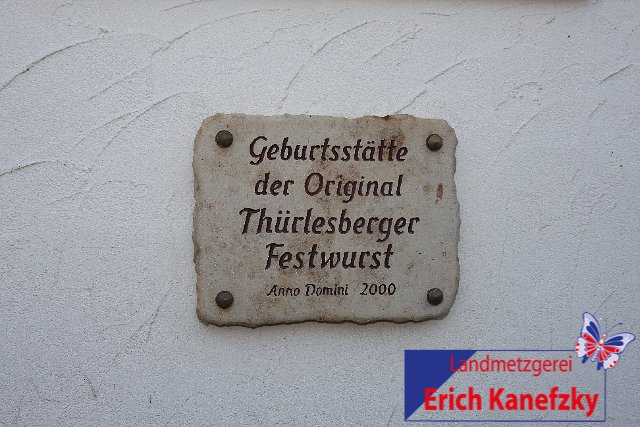 Geburtsstätte
der Original
Thürlesberger
Festwurst
Anno Domini 2000
Landmetzgerei
Erich Kanefzky